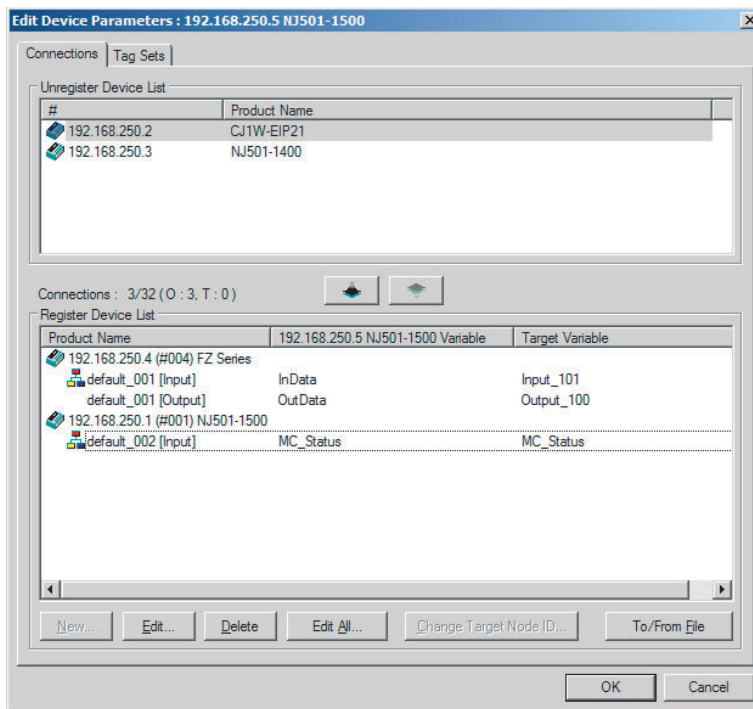 Edit Device Parameters : 192.168.250.5 NJ501-1500
Connections Tag Sets
Unregister Device List
# Product Name
192.168.250.2 CJ1W-EIP21
192.168.250.3 NJ501-1400
Connections : 3/32 ( O : 3, T : 0 )
Register Device List
Product Name 192.168.250.5 NJ501-1500 Variable Target Variable
192.168.250.4 (#004) FZ Series
default_001 [Input] InData Input_101
default_001 [Output] OutData Output_100
192.168.250.1 (#001) NJ501-1500
default_002 [Input] MC_Status MC_Status
New... Edit... Delete Edit All... Change Target Node ID... To/From File
OK Cancel